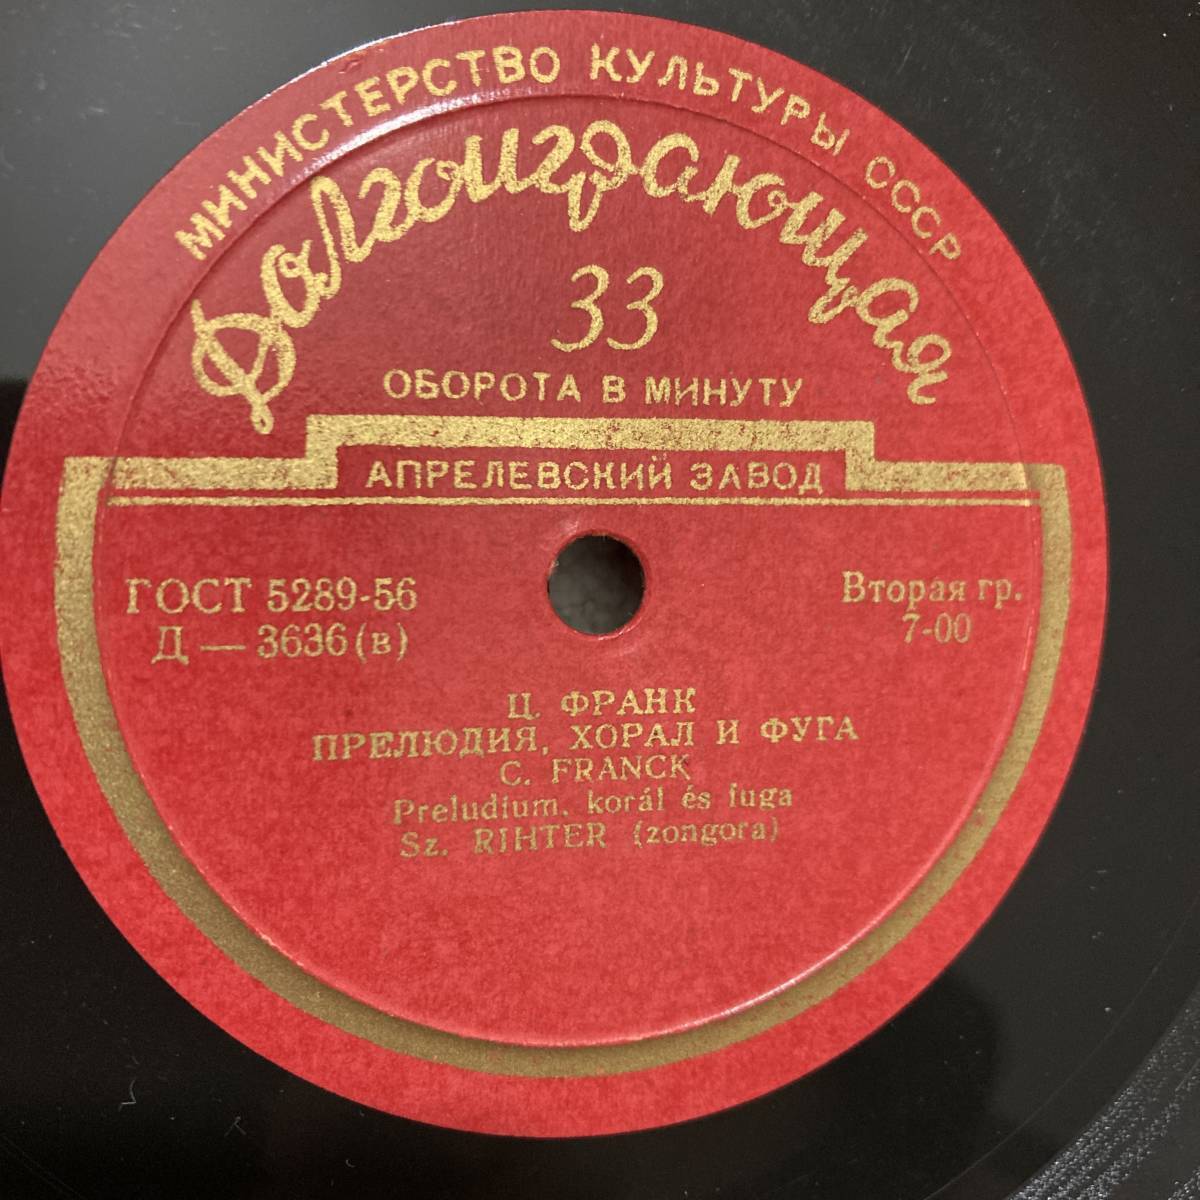 МИНИСТЕРСТВО КУЛЬТУРЫ СССР
Долгоиграющая
33
ОБОРОТА В МИНУТУ
АПРЕЛЕВСКИЙ ЗАВОД
ГОСТ 5289-56
Д — 3636 (в)
Вторая гр.
7-00
Ц. ФРАНК
ПРЕЛЮДИЯ, ХОРАЛ И ФУГА
C. FRANCK
Preludium, korál és fuga
Sz. RIHTER (zongora)